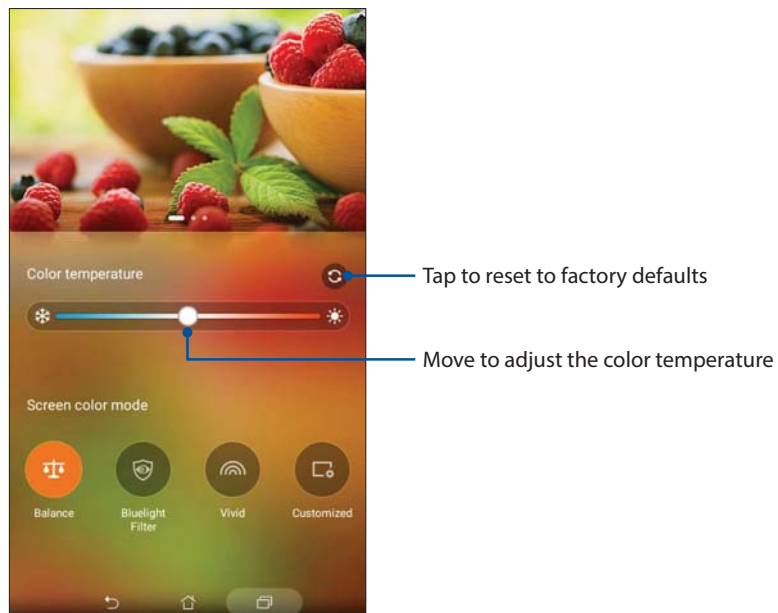 Color temperature
Tap to reset to factory defaults
Move to adjust the color temperature
Screen color mode
Balance
Bluelight
Filter
Vivid
Customized